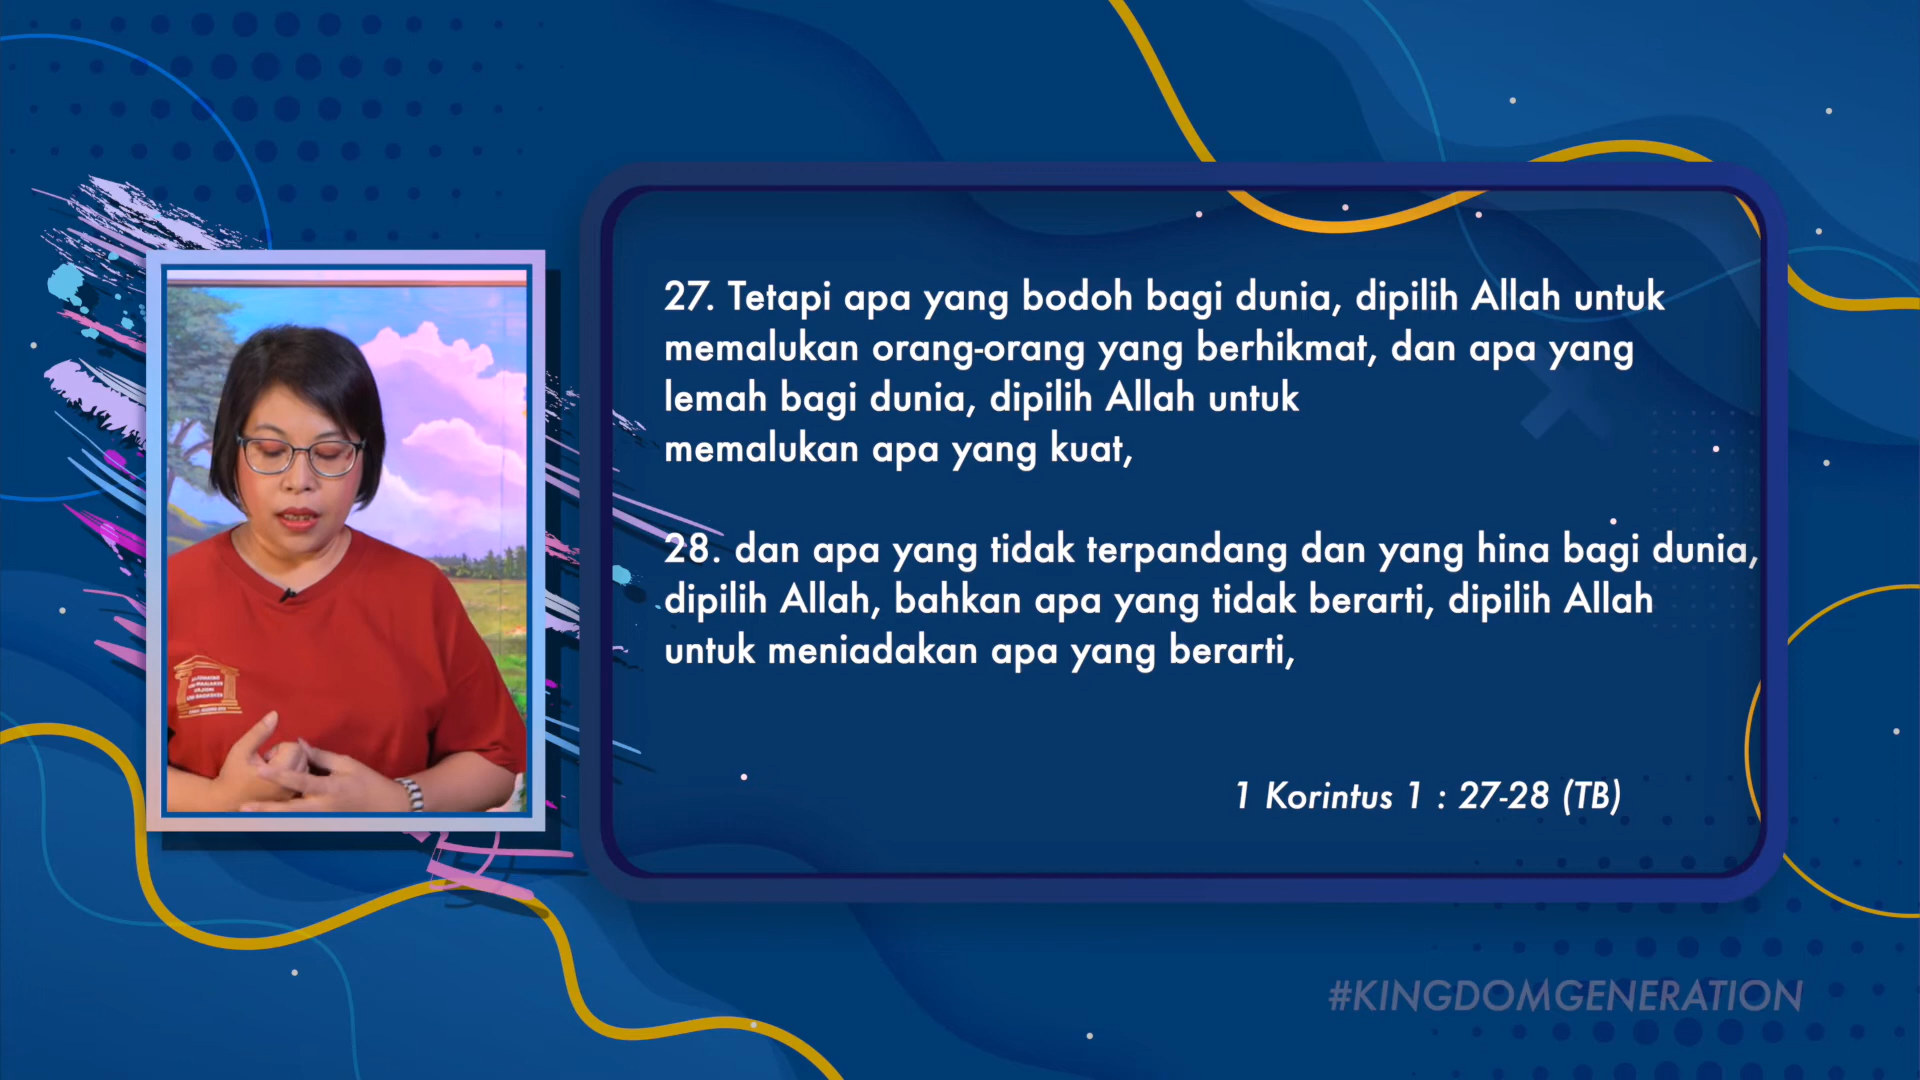 27. Tetapi apa yang bodoh bagi dunia, dipilih Allah untuk
memalukan orang-orang yang berhikmat, dan apa yang
lemah bagi dunia, dipilih Allah untuk
memalukan apa yang kuat,
28. dan apa yang tidak terpandang dan yang hina bagi dunia,
dipilih Allah, bahkan apa yang tidak berarti, dipilih Allah
untuk meniadakan apa yang berarti,
1 Korintus 1 : 27-28 (TB)
#KINGDOMGENERATION